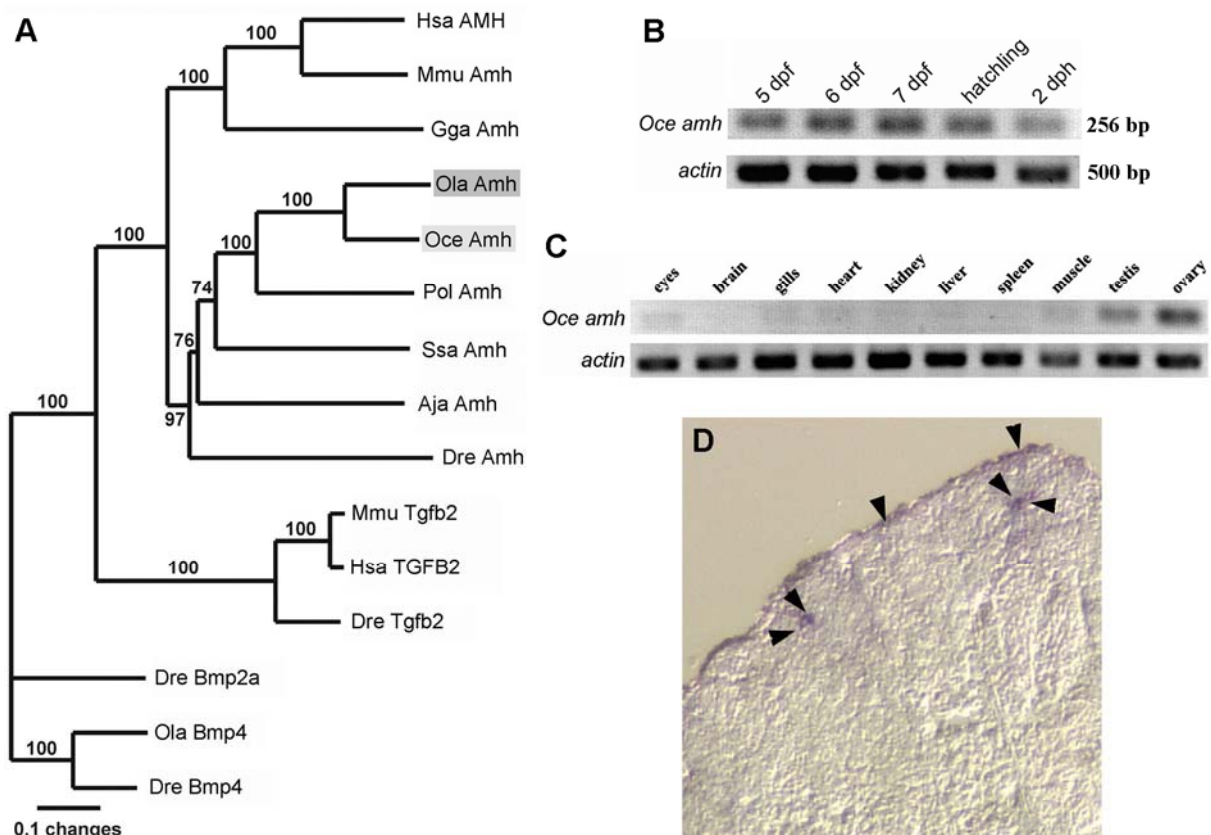 A
100
Hsa AMH
100
Mmu Amh
Gga Amh
100
Ola Amh
100
Oce Amh
100
Pol Amh
74
Ssa Amh
76
Aja Amh
97
Dre Amh
100
Mmu Tgfb2
100
Hsa TGFB2
100
Dre Tgfb2
Dre Bmp2a
100
Ola Bmp4
Dre Bmp4
0.1 changes
B
5 dpf 6 dpf 7 dpf hatchling 2 dph
Oce amh 256 bp
actin 500 bp
C
eyes brain gills heart kidney liver spleen muscle testis ovary
Oce amh
actin
D